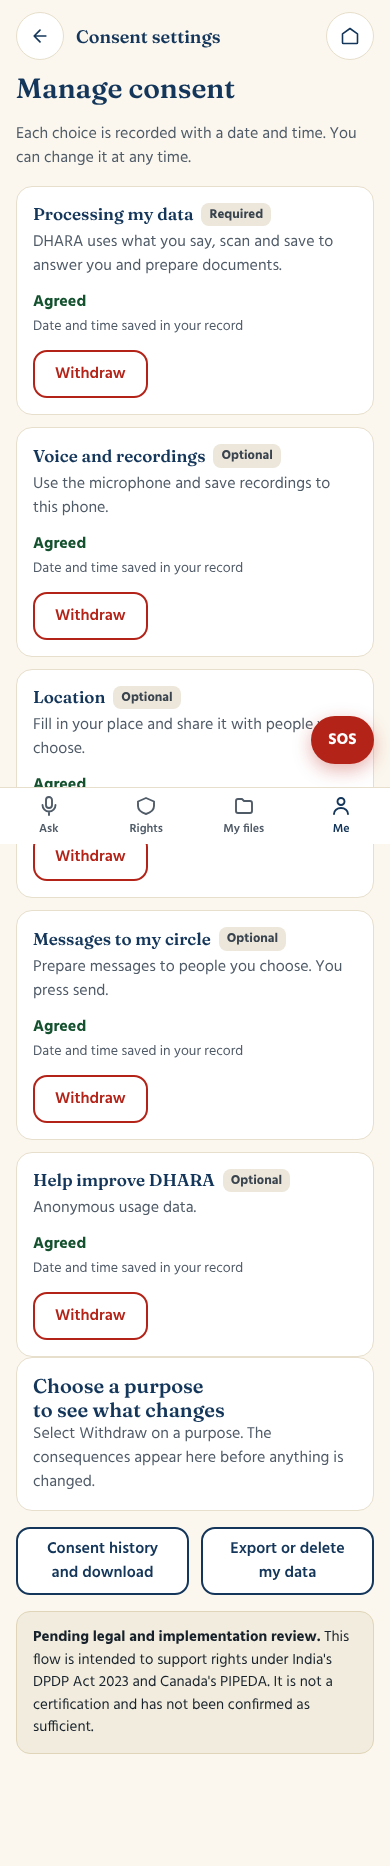 Consent settings
Manage consent
Each choice is recorded with a date and time. You
can change it at any time.
Processing my data Required
DHARA uses what you say, scan and save to
answer you and prepare documents.
Agreed
Date and time saved in your record
Withdraw
Voice and recordings Optional
Use the microphone and save recordings to
this phone.
Agreed
Date and time saved in your record
Withdraw
Location Optional
Fill in your place and share it with people
choose.
SOS
Agreed
Ask Rights My files Me
Withdraw
Messages to my circle Optional
Prepare messages to people you choose. You
press send.
Agreed
Date and time saved in your record
Withdraw
Help improve DHARA Optional
Anonymous usage data.
Agreed
Date and time saved in your record
Withdraw
Choose a purpose
to see what changes
Select Withdraw on a purpose. The
consequences appear here before anything is
changed.
Consent history
and download
Export or delete
my data
Pending legal and implementation review. This
flow is intended to support rights under India's
DPDP Act 2023 and Canada's PIPEDA. It is not a
certification and has not been confirmed as
sufficient.